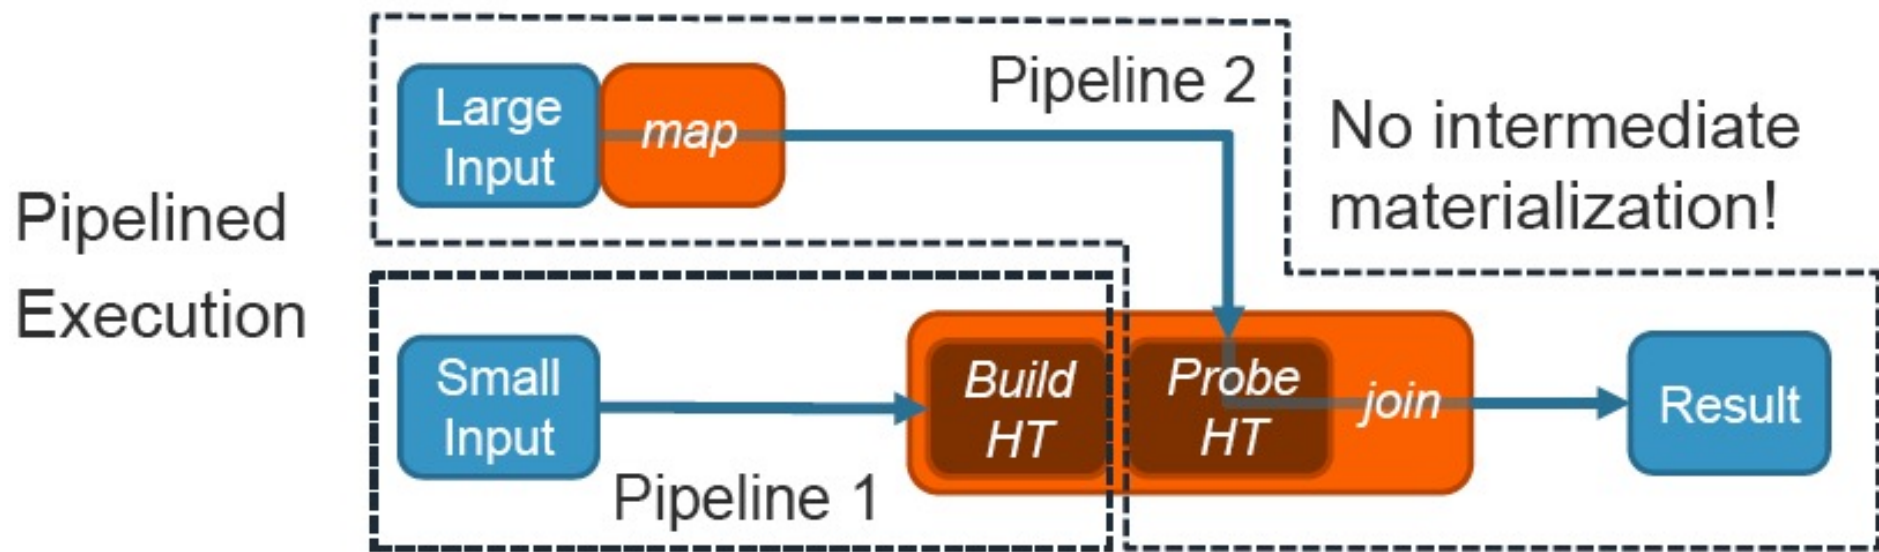 Pipelined
Execution
Large
Input
map
Pipeline 2
No intermediate
materialization!
Small
Input
Pipeline 1
Build
HT
Probe
HT
join
Result